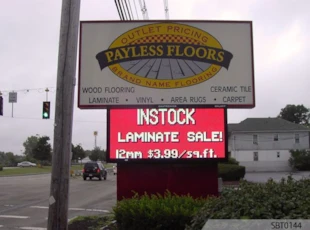 OUTLET PRICING
PAYLESS FLOORS
BRAND NAME FLOORING
WOOD FLOORING CERAMIC TILE
LAMINATE • VINYL • AREA RUGS • CARPET
INSTOCK
LAMINATE SALE!
12mm $3.99/sq.ft.
SBT0144